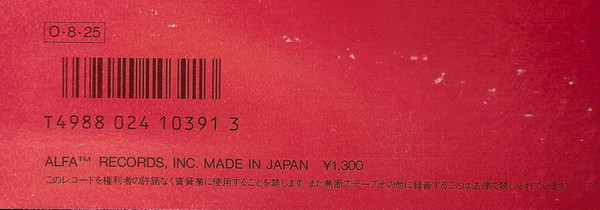 O·8·25
T4988 024 10391 3
ALFA™ RECORDS, INC. MADE IN JAPAN ¥1,300
このレコードを権利者の許諾なく賃貸業に使用することを禁じます。また無断でテープその他に録音することは法律で禁じられています。